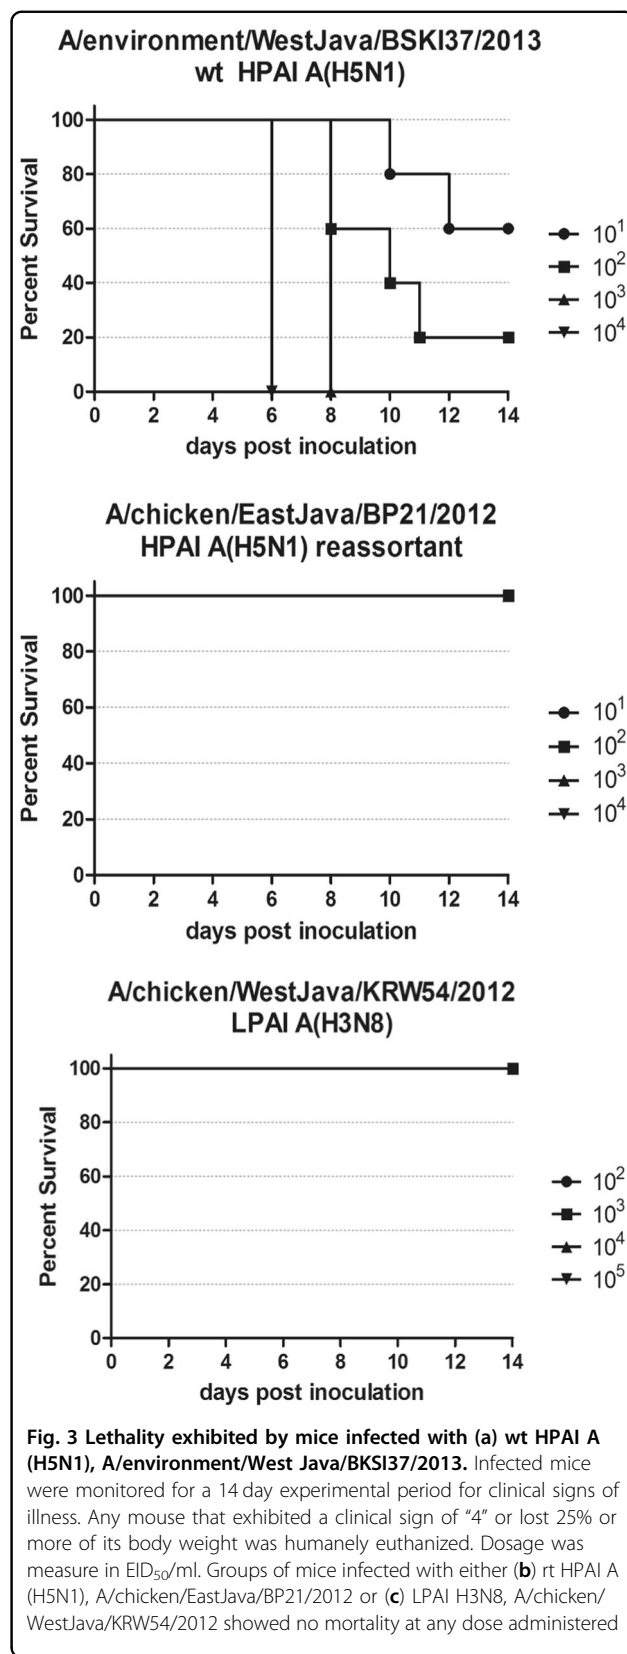 A/environment/WestJava/BSKI37/2013
wt HPAI A(H5N1)
Percent Survival
100
80
60
40
20
0
0 2 4 6 8 10 12 14
days post inoculation
10¹
10²
10³
10⁴
A/chicken/EastJava/BP21/2012
HPAI A(H5N1) reassortant
Percent Survival
100
80
60
40
20
0
0 2 4 6 8 10 12 14
days post inoculation
10¹
10²
10³
10⁴
A/chicken/WestJava/KRW54/2012
LPAI A(H3N8)
Percent Survival
100
80
60
40
20
0
0 2 4 6 8 10 12 14
days post inoculation
10²
10³
10⁴
10⁵
Fig. 3 Lethality exhibited by mice infected with (a) wt HPAI A
(H5N1), A/environment/West Java/BKSI37/2013. Infected mice
were monitored for a 14 day experimental period for clinical signs of
illness. Any mouse that exhibited a clinical sign of “4” or lost 25% or
more of its body weight was humanely euthanized. Dosage was
measure in EID₅₀/ml. Groups of mice infected with either (b) rt HPAI A
(H5N1), A/chicken/EastJava/BP21/2012 or (c) LPAI H3N8, A/chicken/
WestJava/KRW54/2012 showed no mortality at any dose administered